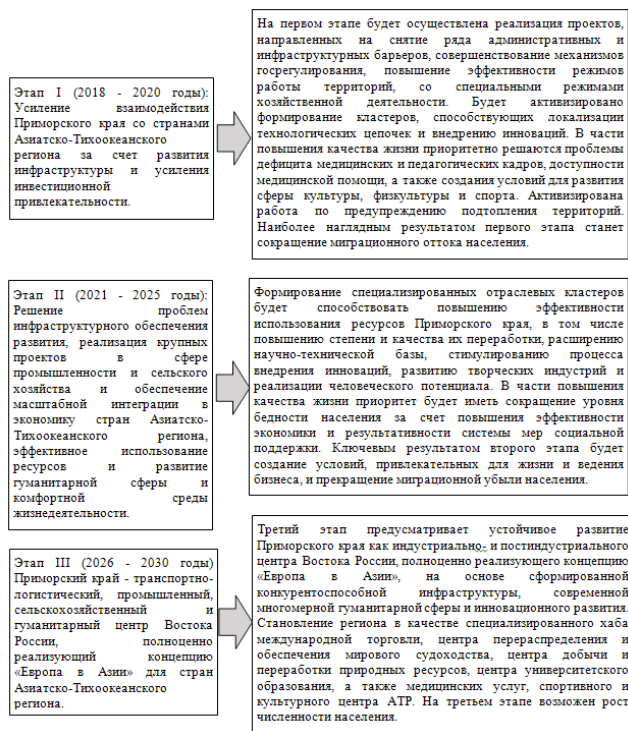 Этап I (2018 - 2020 годы):
Усиление взаимодействия
Приморского края со странами
Азиатско-Тихоокеанского
региона за счет развития
инфраструктуры и усиления
инвестиционной
привлекательности.
На первом этапе будет осуществлена реализация проектов,
направленных на снятие ряда административных и
инфраструктурных барьеров, совершенствование механизмов
госрегулирования, повышение эффективности режимов
работы территорий, со специальными режимами
хозяйственной деятельности. Будет активизировано
формирование кластеров, способствующих локализации
технологических цепочек и внедрению инноваций. В части
повышения качества жизни приоритетно решаются проблемы
дефицита медицинских и педагогических кадров, доступности
медицинской помощи, а также создания условий для развития
сферы культуры, физкультуры и спорта. Активизирована
работа по предупреждению подтопления территорий.
Наиболее наглядным результатом первого этапа станет
сокращение миграционного оттока населения.
Этап II (2021 - 2025 годы):
Решение проблем
инфраструктурного обеспечения
развития, реализация крупных
проектов в сфере
промышленности и сельского
хозяйства и обеспечение
масштабной интеграции в
экономику стран Азиатско-
Тихоокеанского региона,
эффективное использование
ресурсов и развитие
гуманитарной сферы и
комфортной среды
жизнедеятельности.
Формирование специализированных отраслевых кластеров
будет способствовать повышению эффективности
использования ресурсов Приморского края, в том числе
повышению степени и качества их переработки, расширению
научно-технической базы, стимулированию процесса
внедрения инноваций, развитию творческих индустрий и
реализации человеческого потенциала. В части повышения
качества жизни приоритет будет иметь сокращение уровня
бедности населения за счет повышения эффективности
экономики и результативности системы мер социальной
поддержки. Ключевым результатом второго этапа будет
создание условий, привлекательных для жизни и ведения
бизнеса, и прекращение миграционной убыли населения.
Этап III (2026 - 2030 годы)
Приморский край - транспортно-
логистический, промышленный,
сельскохозяйственный и
гуманитарный центр Востока
России, полноценно
реализующий концепцию
«Европа в Азии» для стран
Азиатско-Тихоокеанского
региона.
Третий этап предусматривает устойчивое развитие
Приморского края как индустриально- и постиндустриального
центра Востока России, полноценно реализующего концепцию
«Европа в Азии», на основе сформированной
конкурентоспособной инфраструктуры, современной
многомерной гуманитарной сферы и инновационного развития.
Становление региона в качестве специализированного хаба
международной торговли, центра перераспределения и
обеспечения мирового судоходства, центра добычи и
переработки природных ресурсов, центра университетского
образования, а также медицинских услуг, спортивного и
культурного центра АТР. На третьем этапе возможен рост
численности населения.